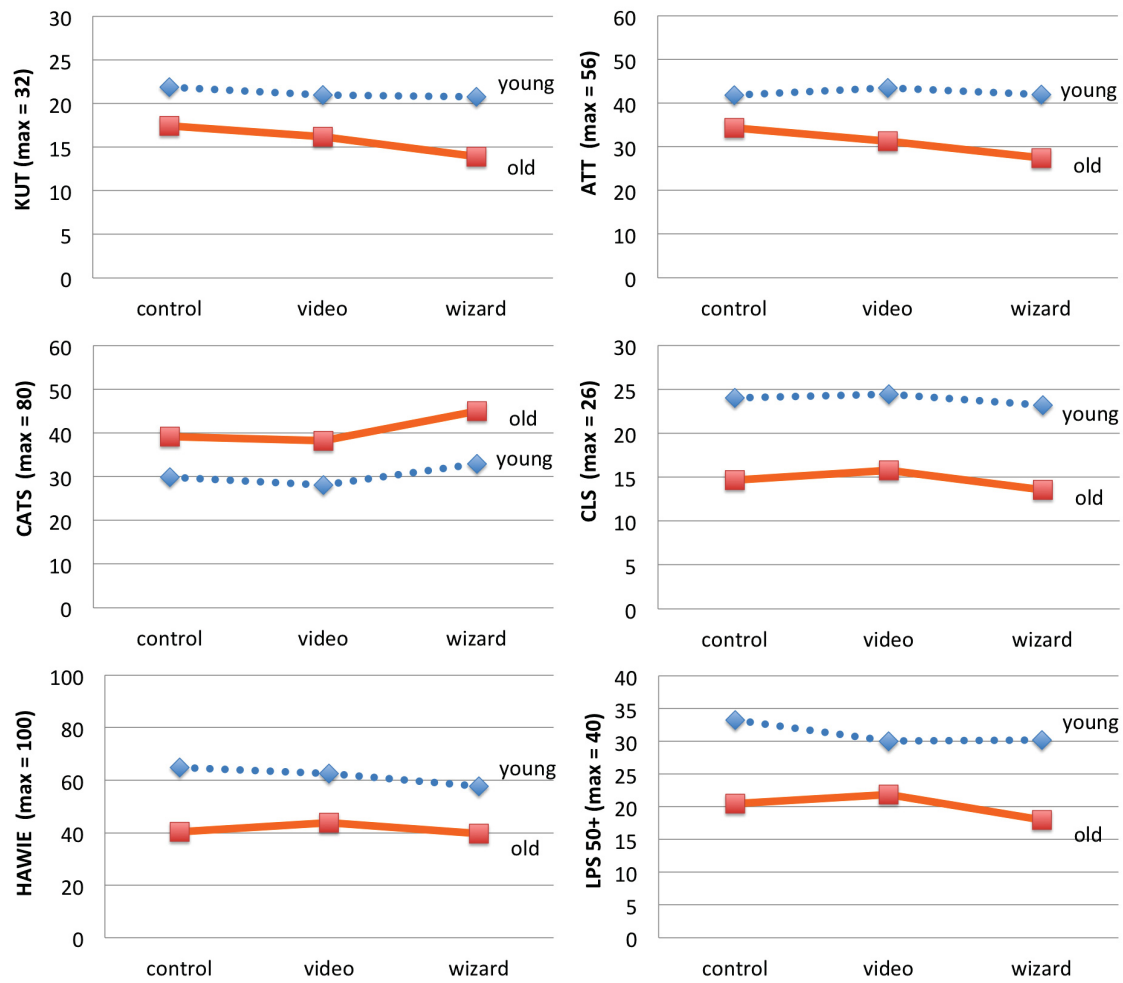 KUT (max = 32)
30
25
20
15
10
5
0
young
old
control video wizard
ATT (max = 56)
60
50
40
30
20
10
0
young
old
control video wizard
CATS (max = 80)
60
50
40
30
20
10
0
old
young
control video wizard
CLS (max = 26)
30
25
20
15
10
5
0
young
old
control video wizard
HAWIE (max = 100)
100
80
60
40
20
0
young
old
control video wizard
LPS 50+ (max = 40)
40
35
30
25
20
15
10
5
0
young
old
control video wizard